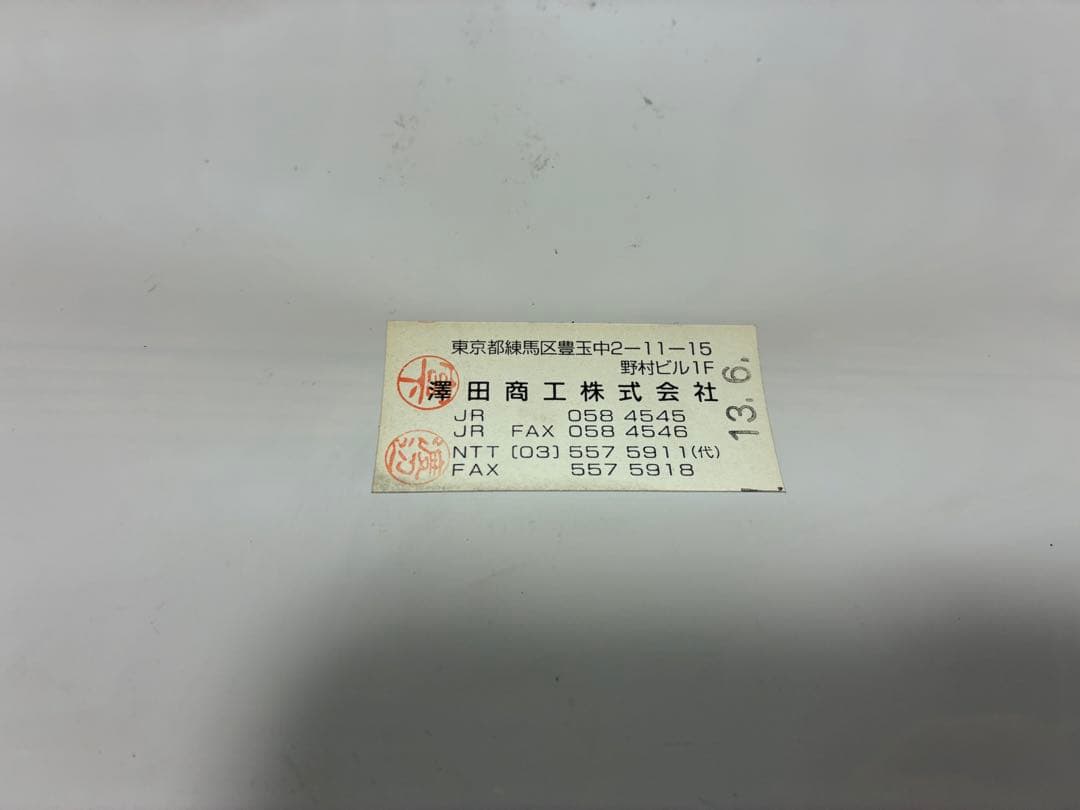 東京都練馬区豊玉中2-11-15
野村ビル1F
澤田商工株式会社
JR 058 4545
JR FAX 058 4546
NTT (03) 557 5911(代)
FAX 557 5918
13. 6.